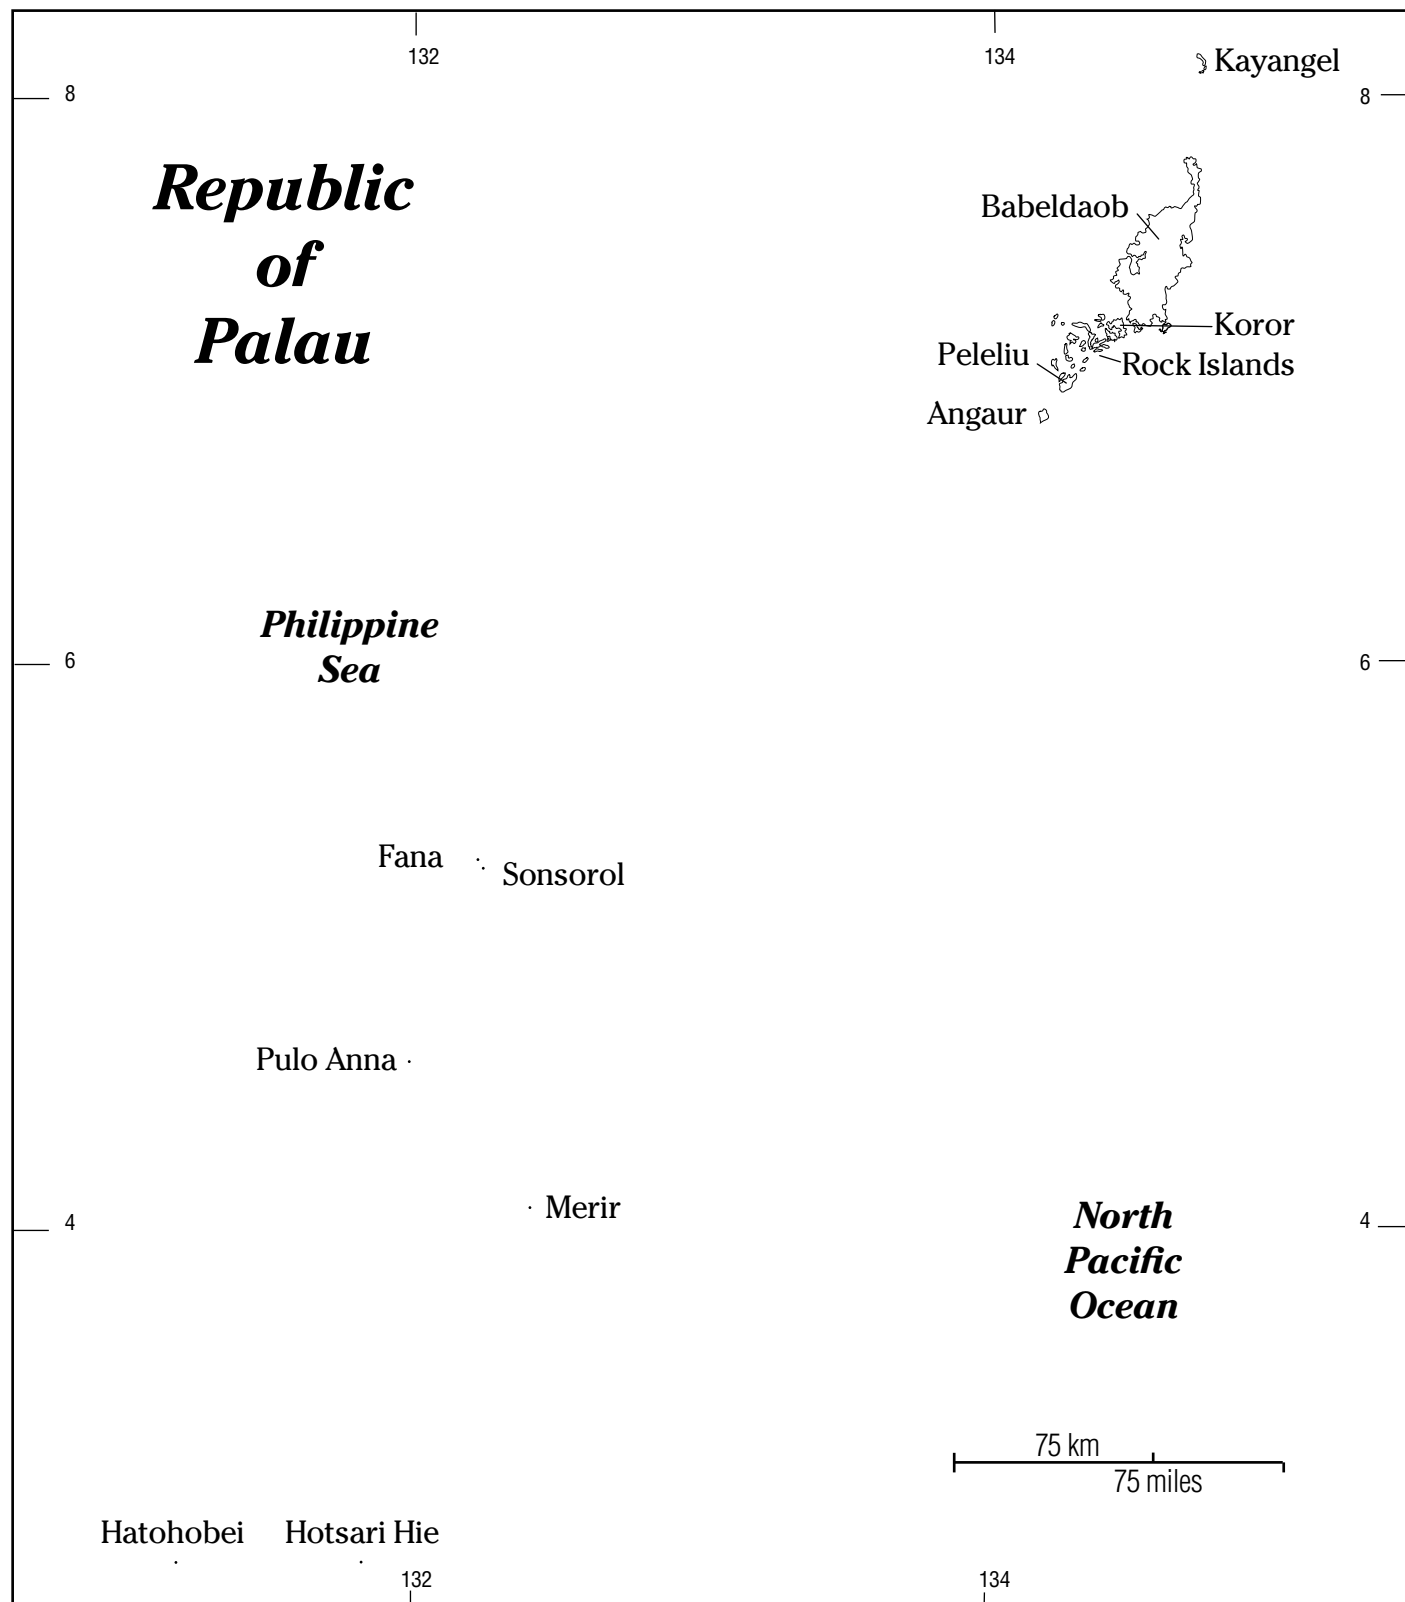 132
134
Kayangel
8
8
Republic
of
Palau
Babeldaob
Koror
Peleliu
Rock Islands
Angaur
Philippine
Sea
6
6
Fana
Sonsorol
Pulo Anna
Merir
4
4
North
Pacific
Ocean
75 km
75 miles
Hatohobei
Hotsari Hie
132
134